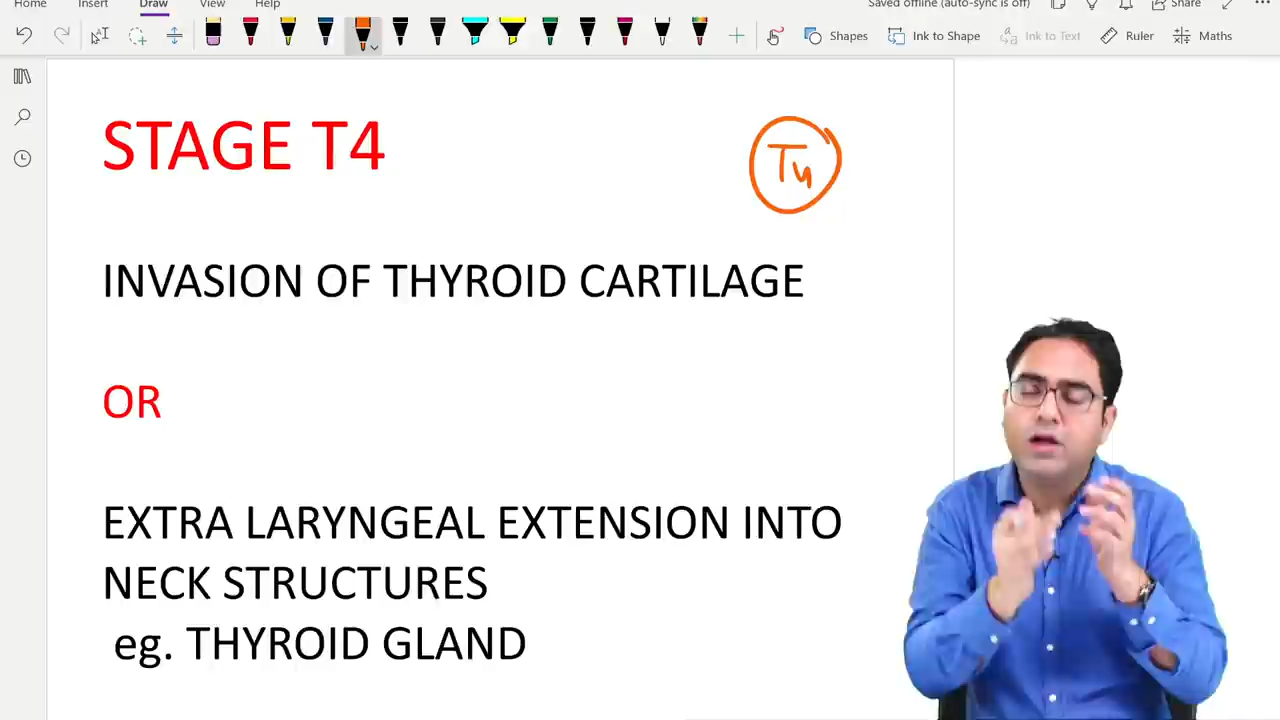 Home Insert Draw View Help Saved offline (auto-sync is off) Share
Shapes Ink to Shape Ink to Text Ruler Maths
STAGE T4
T4
INVASION OF THYROID CARTILAGE
OR
EXTRA LARYNGEAL EXTENSION INTO
NECK STRUCTURES
eg. THYROID GLAND